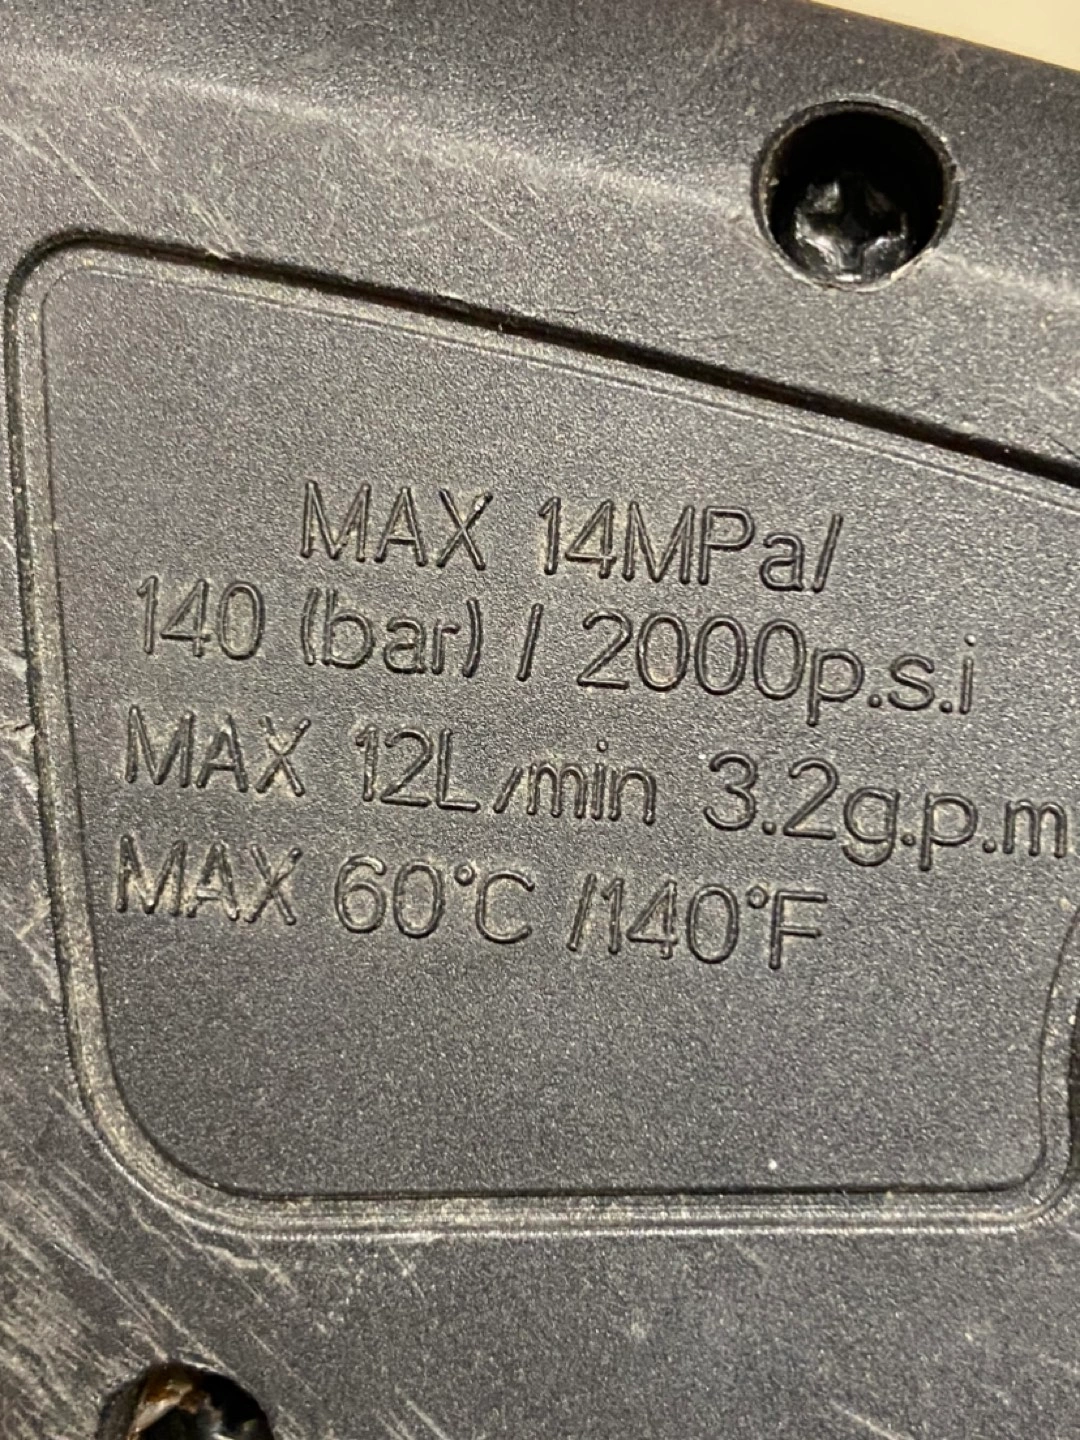 MAX 14MPa/
140 (bar) / 2000p.s.i
MAX 12L/min 3.2g.p.m
MAX 60°C /140°F